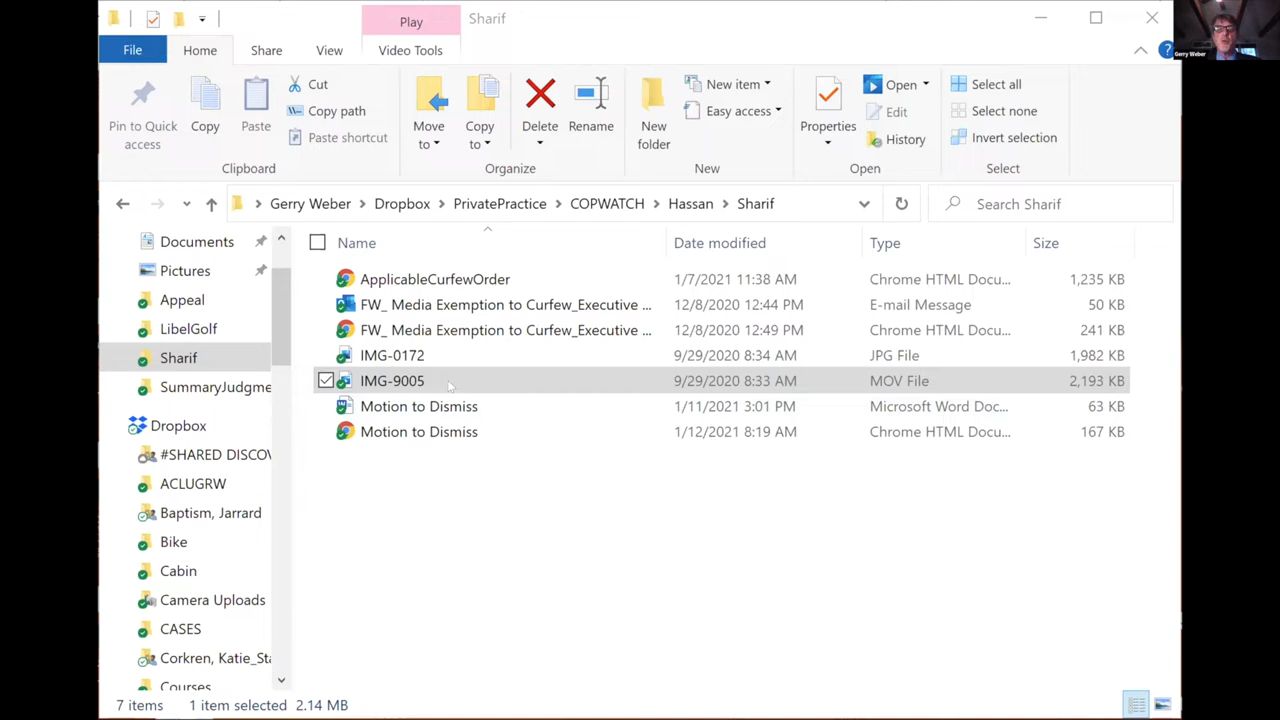 Play
Sharif
Gerry Weber
File
Home
Share
View
Video Tools
?
Pin to Quick access
Copy
Paste
Cut
Copy path
Paste shortcut
Clipboard
Move to
Copy to
Delete
Rename
Organize
New folder
New item
Easy access
New
Properties
Open
Edit
History
Open
Select all
Select none
Invert selection
Select
Gerry Weber > Dropbox > PrivatePractice > COPWATCH > Hassan > Sharif
Search Sharif
Documents
Pictures
Appeal
LibelGolf
Sharif
SummaryJudgme
Dropbox
#SHARED DISCOV
ACLUGRW
Baptism, Jarrard
Bike
Cabin
Camera Uploads
CASES
Corkren, Katie_Sta
Courses
Name Date modified Type Size
ApplicableCurfewOrder 1/7/2021 11:38 AM Chrome HTML Docu... 1,235 KB
FW_ Media Exemption to Curfew_Executive ... 12/8/2020 12:44 PM E-mail Message 50 KB
FW_ Media Exemption to Curfew_Executive ... 12/8/2020 12:49 PM Chrome HTML Docu... 241 KB
IMG-0172 9/29/2020 8:34 AM JPG File 1,982 KB
IMG-9005 9/29/2020 8:33 AM MOV File 2,193 KB
Motion to Dismiss 1/11/2021 3:01 PM Microsoft Word Doc... 63 KB
Motion to Dismiss 1/12/2021 8:19 AM Chrome HTML Docu... 167 KB
7 items 1 item selected 2.14 MB